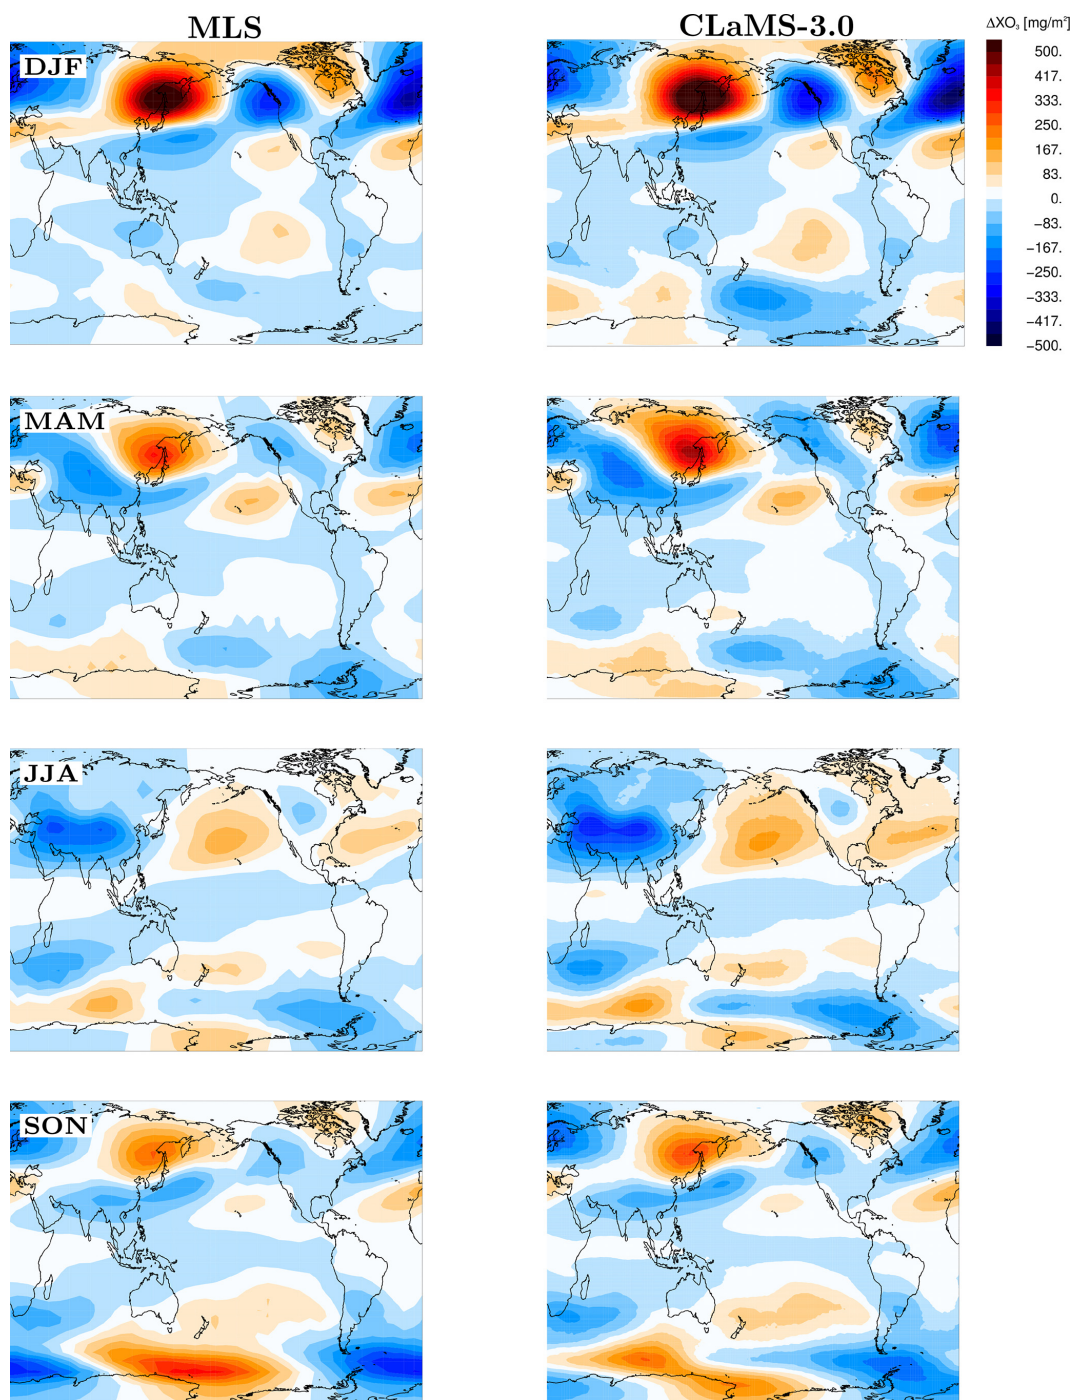 MLS
CLaMS-3.0
ΔXO₃ [mg/m²]
DJF
500.
417.
333.
250.
167.
83.
0.
−83.
−167.
−250.
−333.
−417.
−500.
MAM
JJA
SON